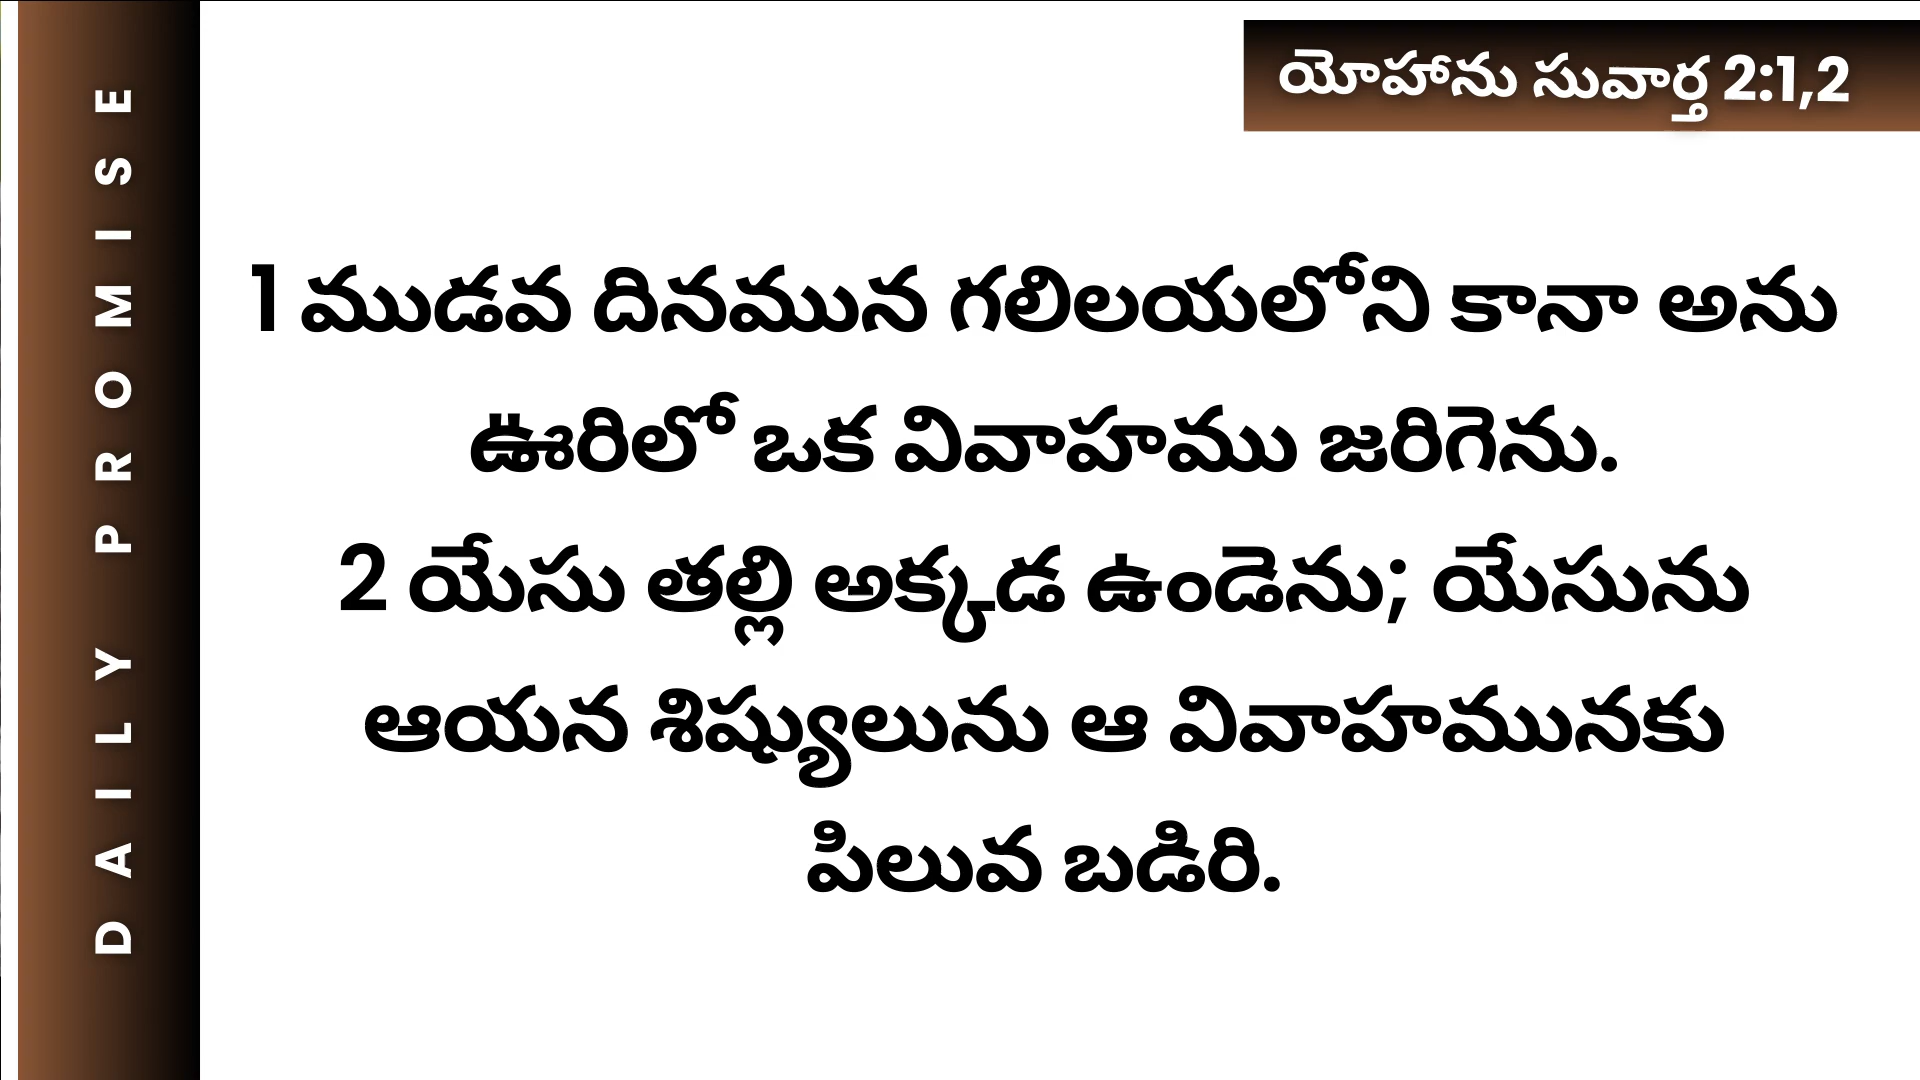 DAILY PROMISE
యోహాను సువార్త 2:1,2
1 ముడవ దినమున గలిలయలోని కానా అను
ఊరిలో ఒక వివాహము జరిగెను.
2 యేసు తల్లి అక్కడ ఉండెను; యేసును
ఆయన శిష్యులును ఆ వివాహమునకు
పిలువ బడిరి.